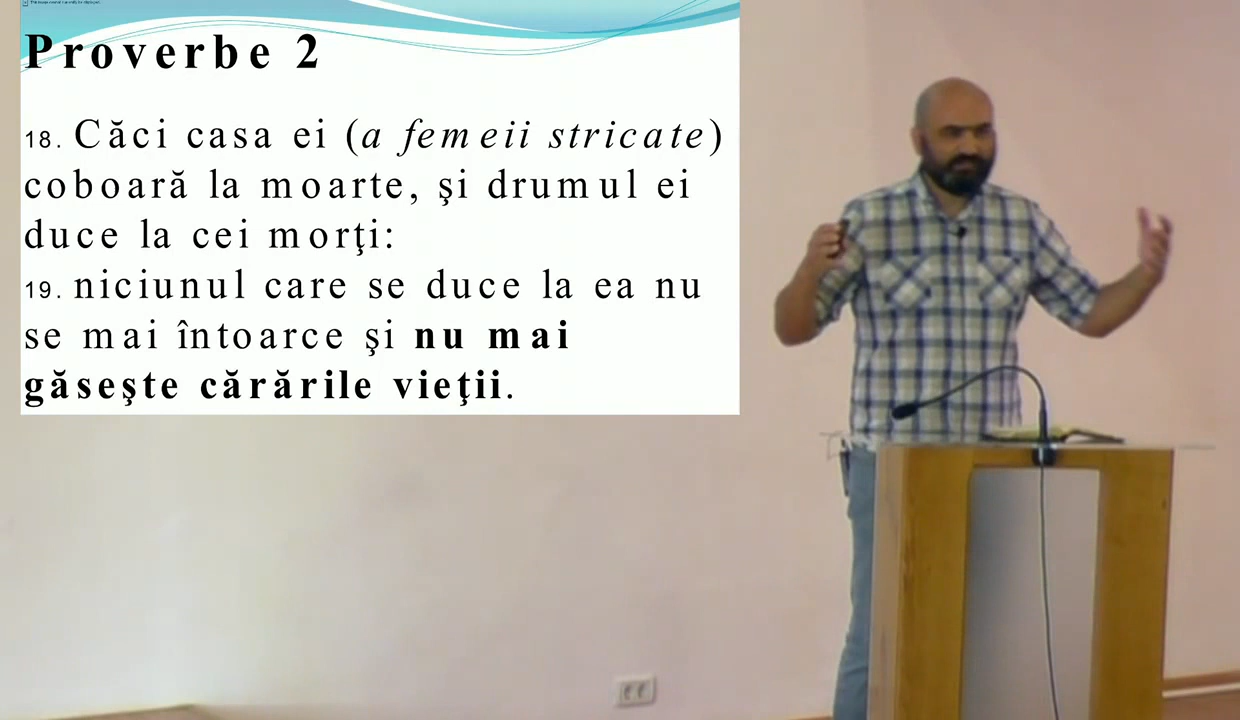 Proverbe 2
18. Căci casa ei (a femeii stricate)
coboară la moarte, şi drumul ei
duce la cei morţi:
19. niciunul care se duce la ea nu
se mai întoarce şi nu mai
găseşte cărările vieţii.